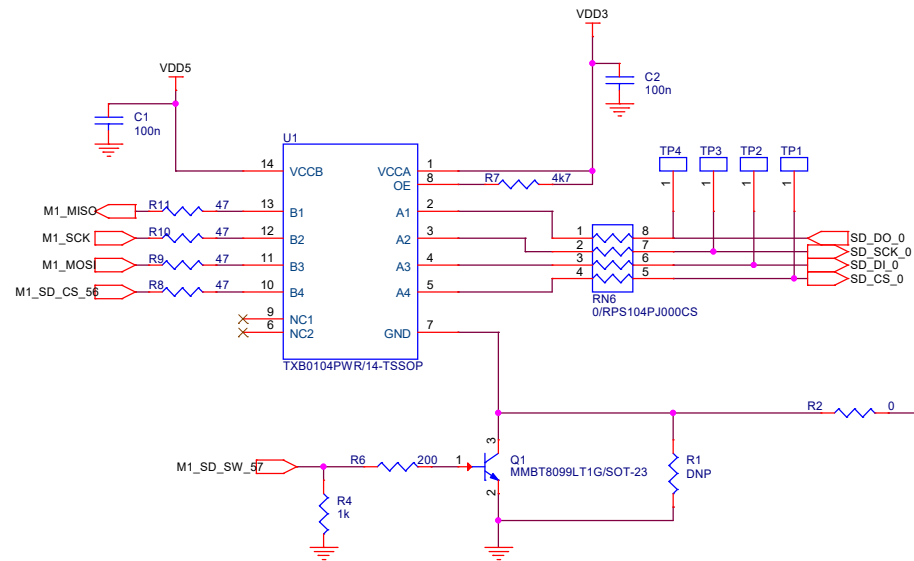 VDD3
VDD5
C2
100n
C1
100n
U1
TP4 TP3 TP2 TP1
14 VCCB VCCA 1
OE 8 R7 4k7
1 1 1 1
M1_MISO R11 47 13 B1 A1 2
M1_SCK R10 47 12 B2 A2 3 1 8 SD_DO_0
M1_MOSI R9 47 11 B3 A3 4 2 7 SD_SCK_0
3 6 SD_DI_0
M1_SD_CS_56 R8 47 10 B4 A4 5 4 5 SD_CS_0
RN6
0/RPS104PJ000CS
9 NC1
6 NC2 GND 7
TXB0104PWR/14-TSSOP
R2 0
3
M1_SD_SW_57 R6 200 1 Q1
MMBT8099LT1G/SOT-23
R1
DNP
2
R4
1k